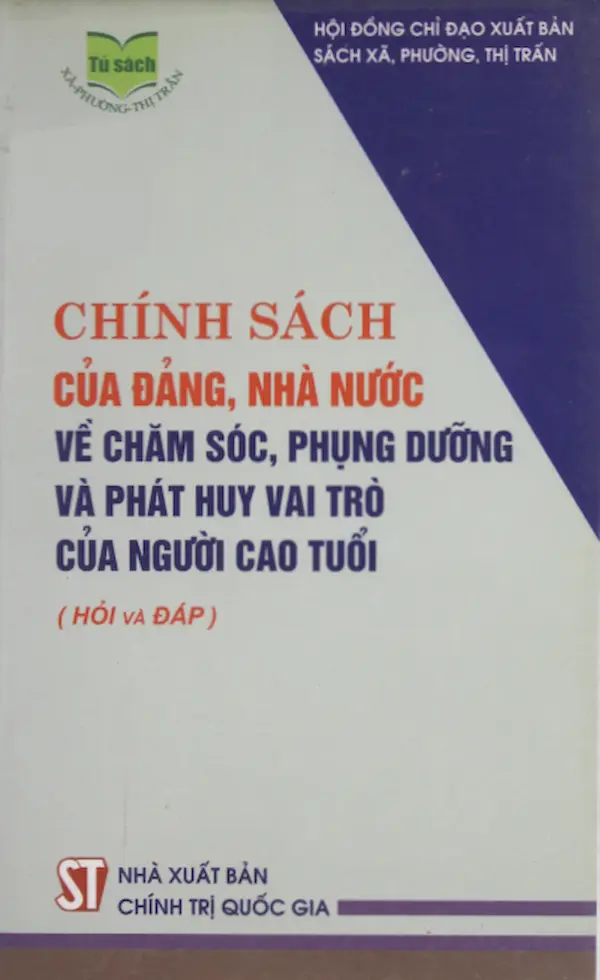 Tủ sách
XÃ-PHƯỜNG-THỊ TRẤN
HỘI ĐỒNG CHỈ ĐẠO XUẤT BẢN
SÁCH XÃ, PHƯỜNG, THỊ TRẤN
CHÍNH SÁCH
CỦA ĐẢNG, NHÀ NƯỚC
VỀ CHĂM SÓC, PHỤNG DƯỠNG
VÀ PHÁT HUY VAI TRÒ
CỦA NGƯỜI CAO TUỔI
( HỎI VÀ ĐÁP )
ST
NHÀ XUẤT BẢN
CHÍNH TRỊ QUỐC GIA